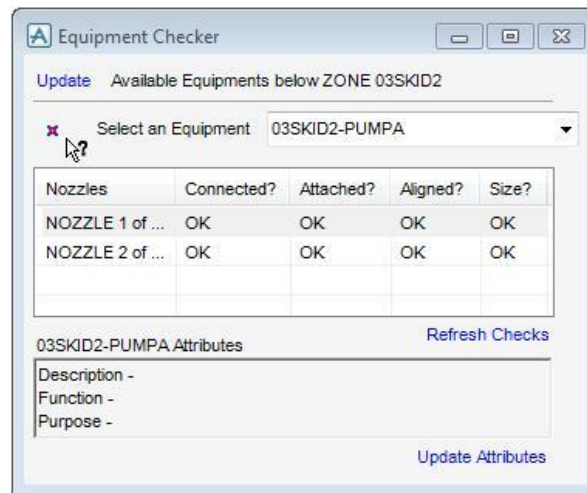 Equipment Checker
Update Available Equipments below ZONE 03SKID2
Select an Equipment 03SKID2-PUMPA
Nozzles Connected? Attached? Aligned? Size?
NOZZLE 1 of ... OK OK OK OK
NOZZLE 2 of ... OK OK OK OK
Refresh Checks
03SKID2-PUMPA Attributes
Description -
Function -
Purpose -
Update Attributes